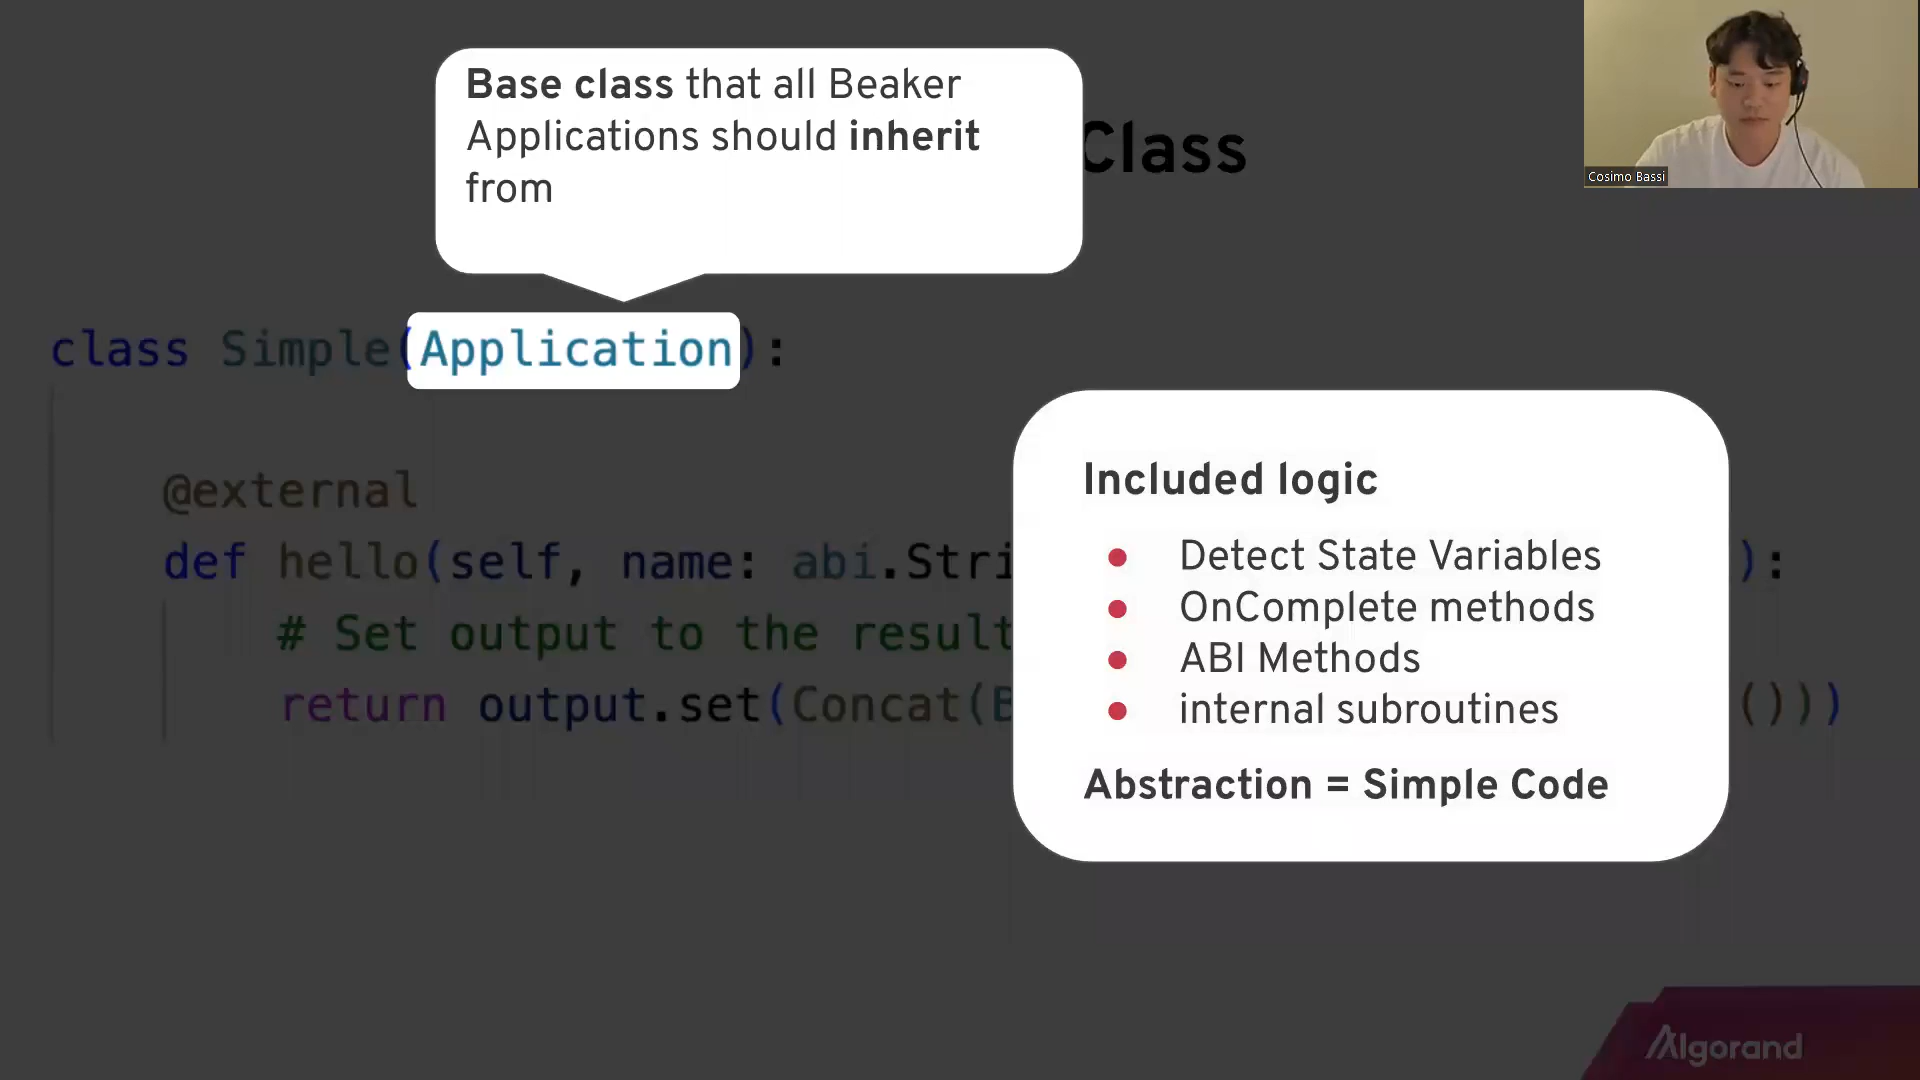 Base class that all Beaker
Applications should inherit
from
Class
Cosimo Bassi
class Simple(Application):
@external
def hello(self, name: abi.Stri ):
# Set output to the result
return output.set(Concat(B ()))
Included logic
● Detect State Variables
● OnComplete methods
● ABI Methods
● internal subroutines
Abstraction = Simple Code
Algorand